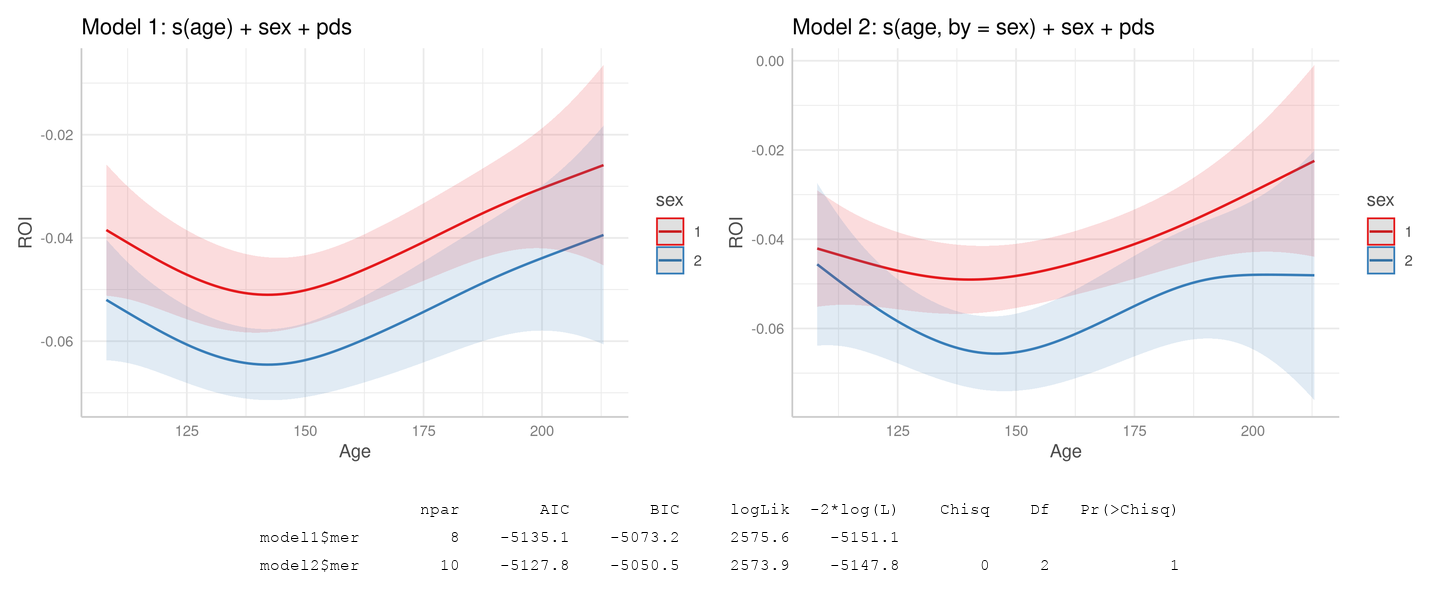 Model 1: s(age) + sex + pds
-0.02
-0.04
-0.06
ROI
125 150 175 200
Age
sex
1
2
Model 2: s(age, by = sex) + sex + pds
0.00
-0.02
-0.04
-0.06
ROI
125 150 175 200
Age
sex
1
2
npar AIC BIC logLik -2*log(L) Chisq Df Pr(>Chisq)
model1$mer 8 -5135.1 -5073.2 2575.6 -5151.1
model2$mer 10 -5127.8 -5050.5 2573.9 -5147.8 0 2 1